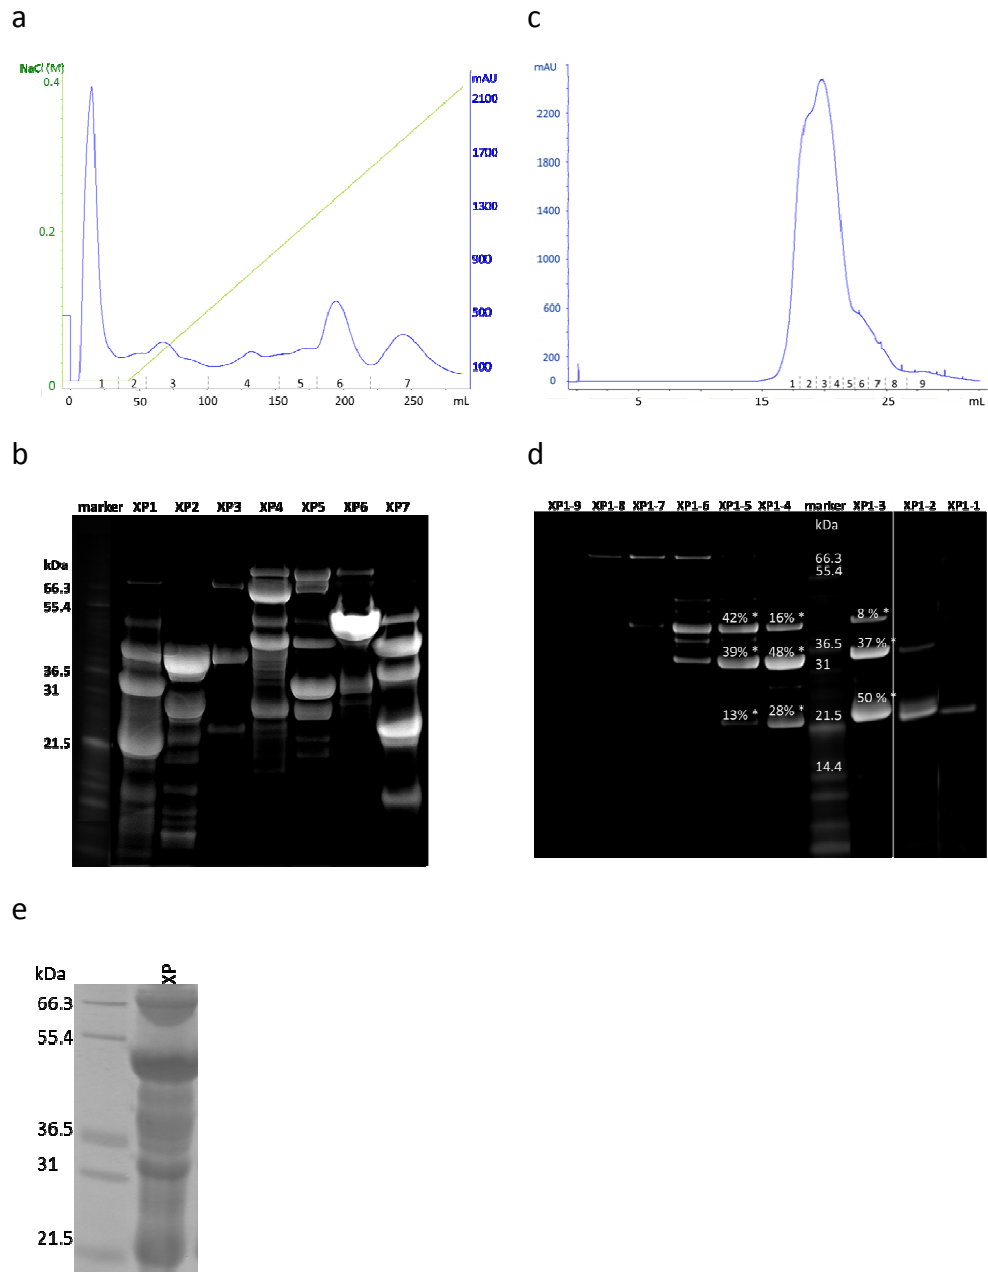 a
NaCl (M)
0.4
0.2
0
mAU
2100
1700
1300
900
500
100
1 2 3 4 5 6 7
0 50 100 150 200 250 mL
c
mAU
2200
1800
1400
1000
600
200
0
1 2 3 4 5 6 7 8 9
5 15 25 mL
b
marker XP1 XP2 XP3 XP4 XP5 XP6 XP7
kDa
66.3
55.4
36.5
31
21.5
d
XP1-9 XP1-8 XP1-7 XP1-6 XP1-5 XP1-4 marker XP1-3 XP1-2 XP1-1
kDa
66.3
55.4
42% * 16% * 8 % *
36.5
39% * 48% * 37 % *
31
50 % *
13% * 28% * 21.5
14.4
e
kDa
XP
66.3
55.4
36.5
31
21.5